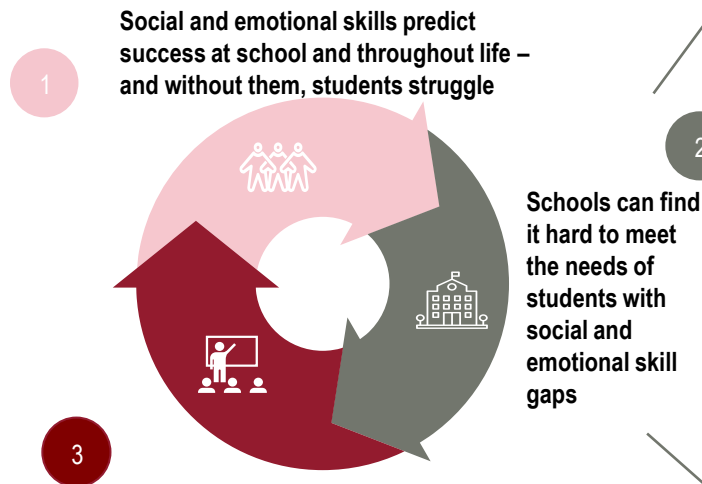 Social and emotional skills predict
success at school and throughout life –
and without them, students struggle
1
2
Schools can find
it hard to meet
the needs of
students with
social and
emotional skill
gaps
3